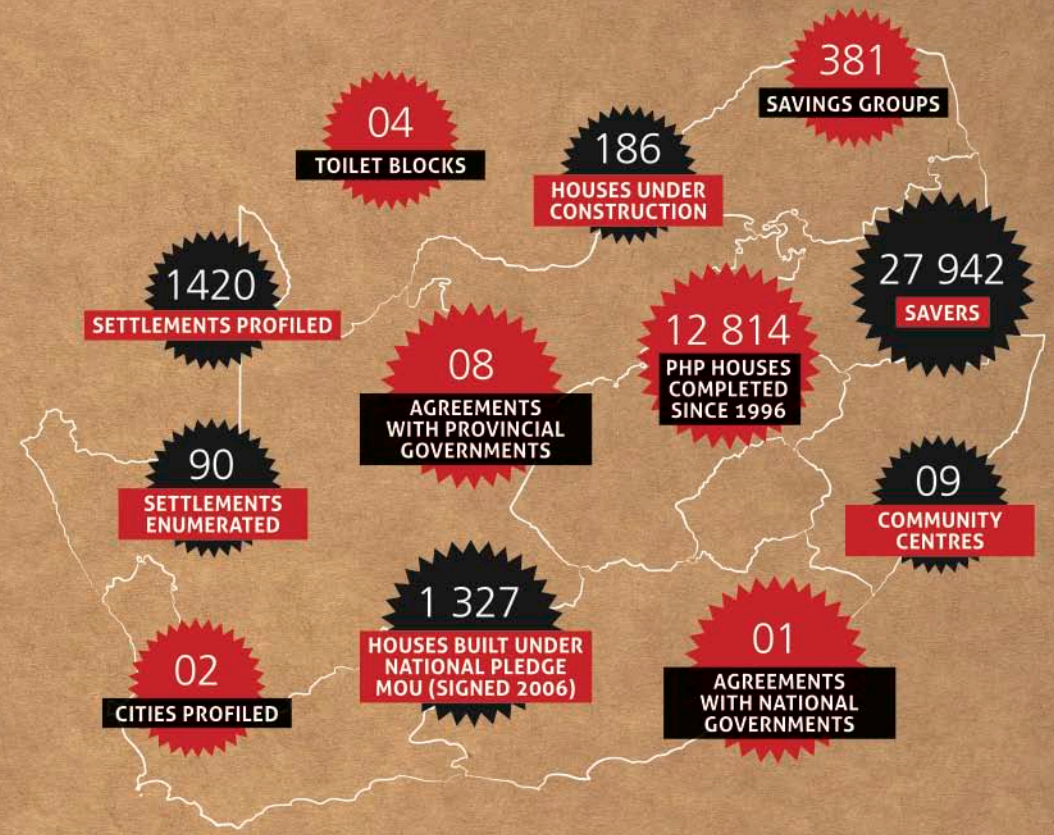 381
SAVINGS GROUPS
04
TOILET BLOCKS
186
HOUSES UNDER
CONSTRUCTION
27 942
SAVERS
1420
SETTLEMENTS PROFILED
12 814
PHP HOUSES
COMPLETED
SINCE 1996
08
AGREEMENTS
WITH PROVINCIAL
GOVERNMENTS
90
SETTLEMENTS
ENUMERATED
09
COMMUNITY
CENTRES
1 327
HOUSES BUILT UNDER
NATIONAL PLEDGE
MOU (SIGNED 2006)
01
AGREEMENTS
WITH NATIONAL
GOVERNMENTS
02
CITIES PROFILED